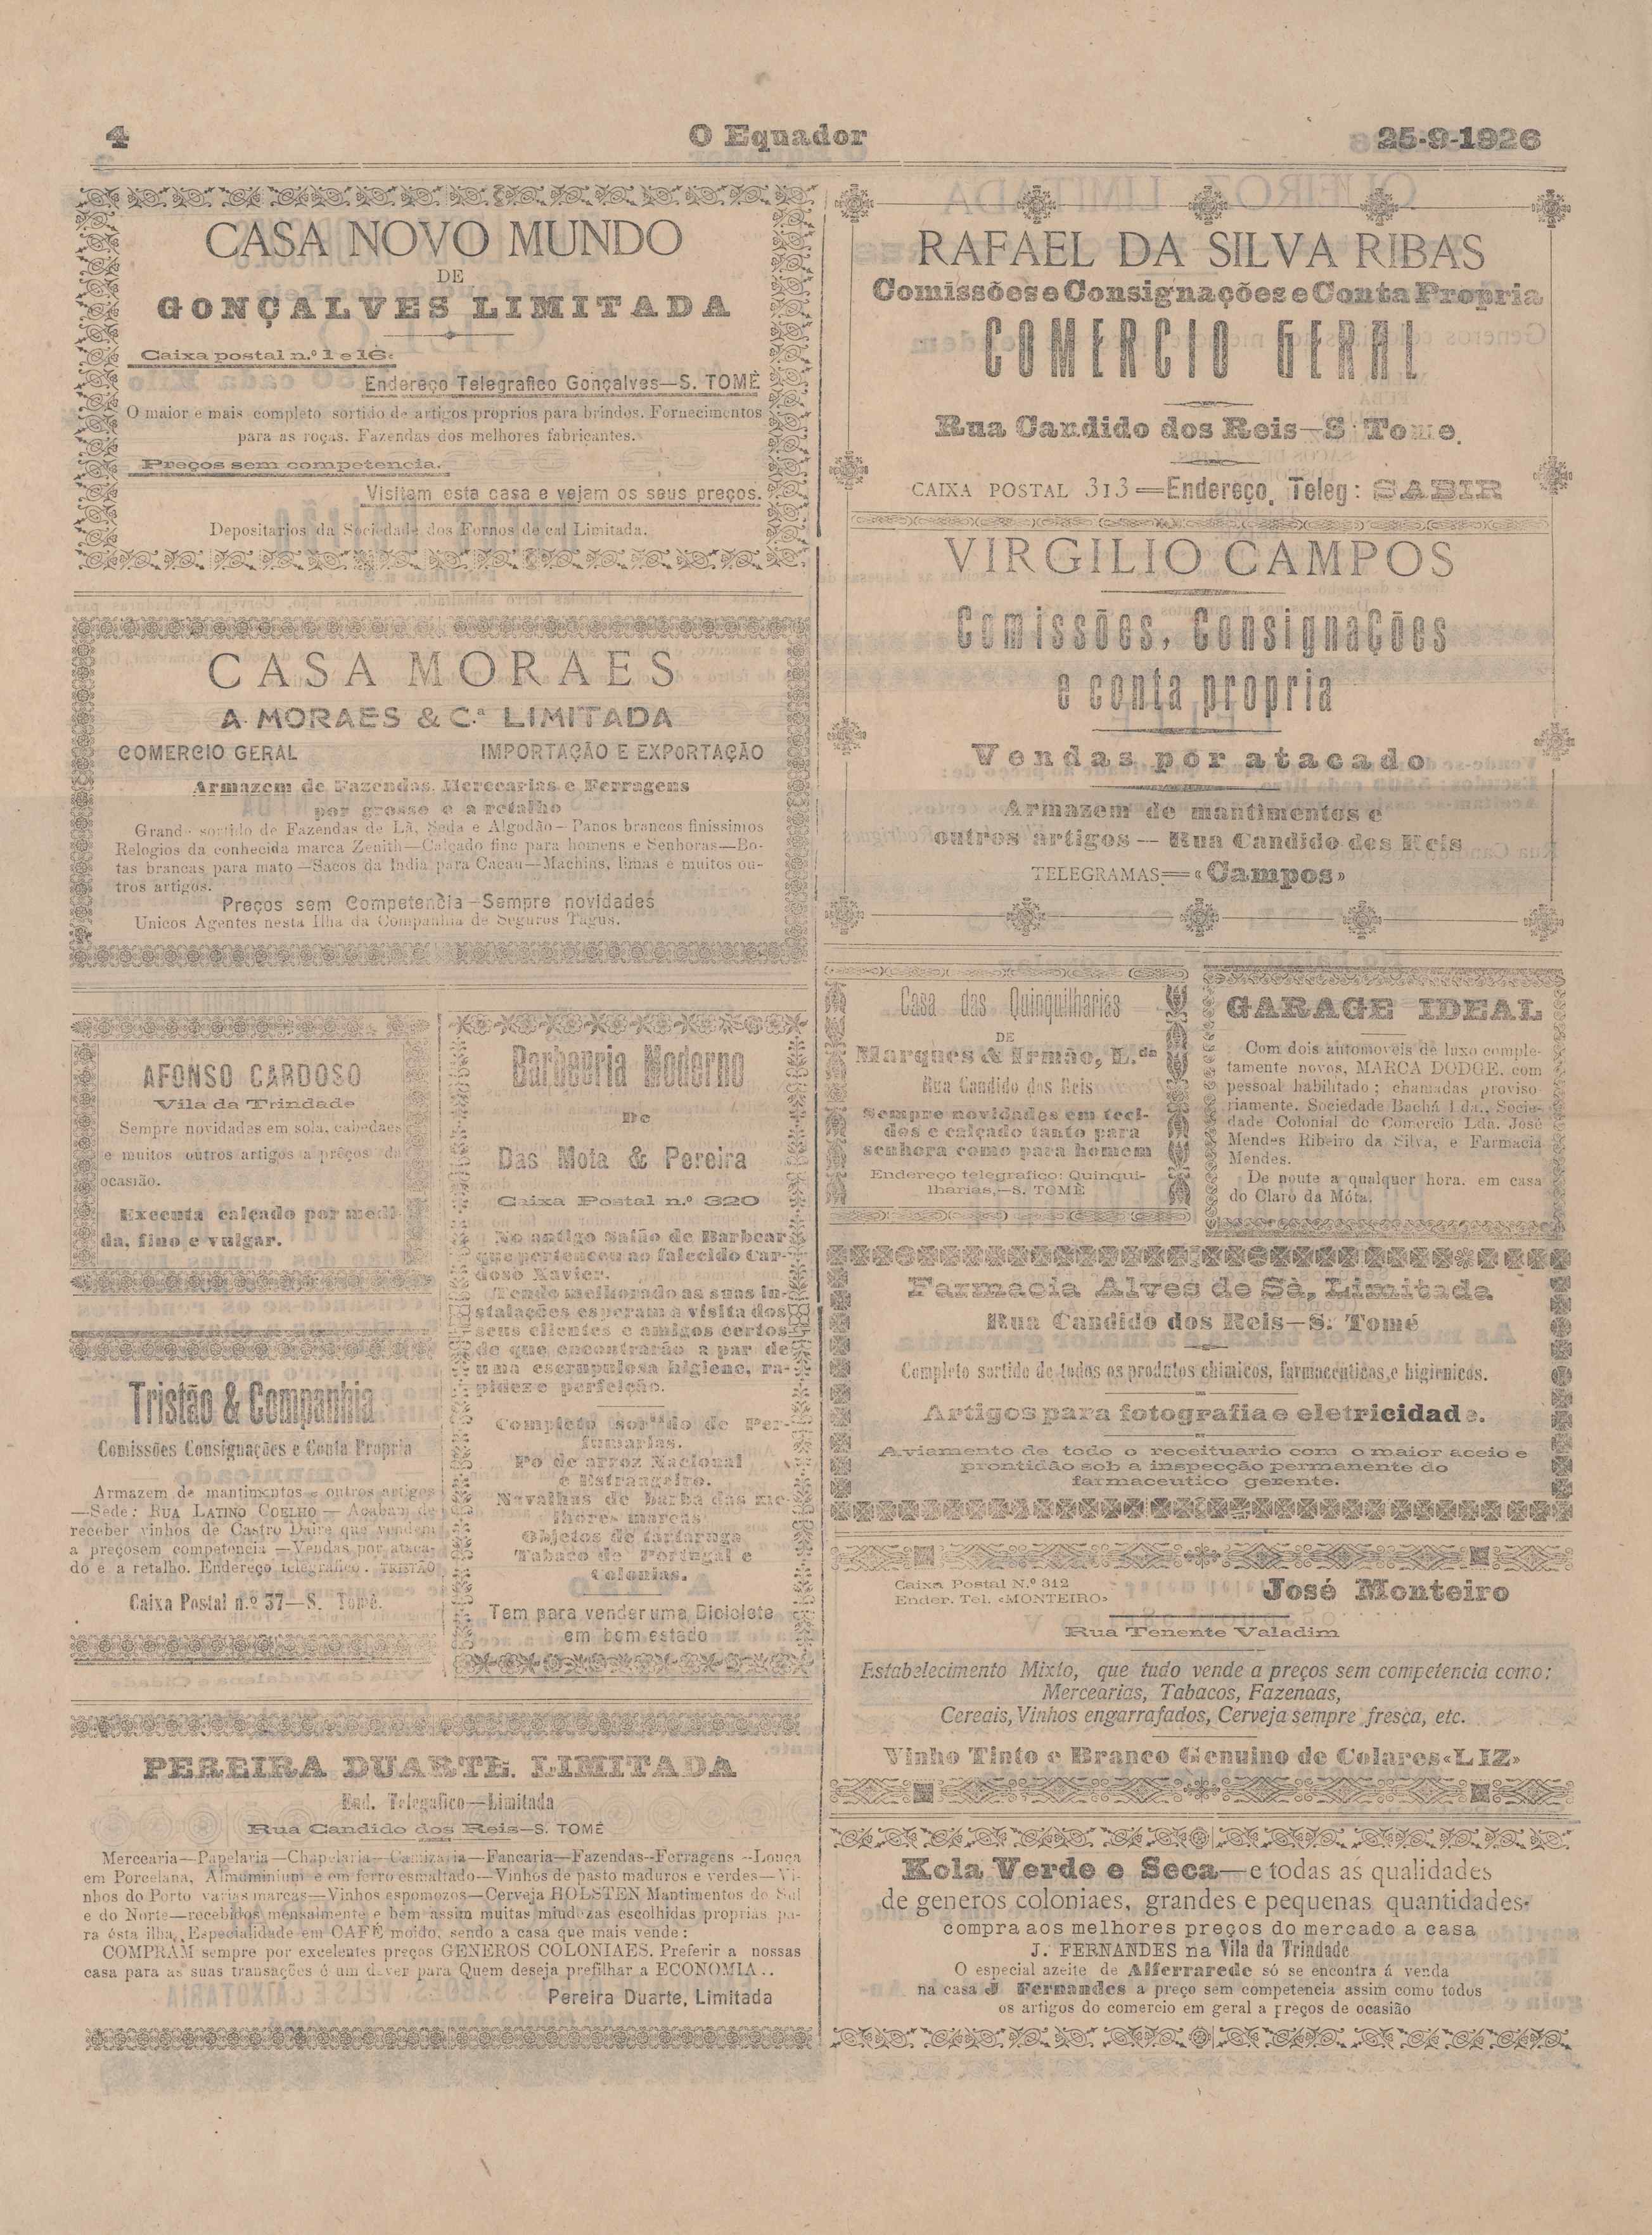 4
O Equador
25-9-1926
CASA NOVO MUNDO
DE
GONÇALVES LIMITADA
Caixa postal n.º 1 e 16
Endereço Telegrafico Gonçalves—S. TOMÉ
O maior e mais completo sortido de artigos proprios para brindes. Fornecimentos
para as roças. Fazendas dos melhores fabricantes.
Preços sem competencia.
Visitem esta casa e vejam os seus preços.
Depositarios da Sociedade dos Fornos de cal Limitada.
CASA MORAES
A. MORAES & C.ª LIMITADA
COMERCIO GERAL
IMPORTAÇÃO E EXPORTAÇÃO
Armazem de Fazendas, Mercearias e Ferragens
por grosso e a retalho
Grand sortido de Fazendas de Lã, Seda e Algodão—Panos brancos finissimos
Relogios da conhecida marca Zenith—Calçado fino para homens e Senhoras—Bo-
tas brancas para mato—Sacos da India para Cacau—Machins, limas e muitos ou-
tros artigos.
Preços sem Competencia—Sempre novidades
Unicos Agentes nesta Ilha da Companhia de Seguros Tagus.
AFONSO CARDOSO
Vila da Trindade
Sempre novidades em sola, cabedaes
e muitos outros artigos a preços da
ocasião.
Executa calçado por medi-
da, fino e vulgar.
Tristão & Companhia
Comissões Consignações e Conta Propria
Armazem de mantimentos e outros artigos
—Sede: RUA LATINO COELHO — Acabam de
receber vinhos de Castro Daire que vendem
a preçosem competencia —Vendas por ataca-
do e a retalho. Endereço telegrafico. TRISTÃO
Caixa Postal n.º 37—S. Tomé.
Barbearia Moderno
De
Das Mota & Pereira
Caixa Postal n.º 320
No antigo Salão de Barbear
que pertenceu ao falecido Car-
doso Xavier.
Tendo melhorado as suas in-
stalações esperam a visita dos
seus clientes e amigos certos
de que encontrarão a par de
uma escrupulosa higiene, ra-
pidez e perfeição.
Completo sortido de Per-
fumarias.
Pó de arroz Nacional
e Estrangeiro.
Navalhas de barba das me-
lhores marcas
Objetos de tartaruga
Tabaco de Portugal e
Colonias.
Tem para vender uma Biciclete
em bom estado
PEREIRA DUARTE, LIMITADA
End. Telegafico—Limitada
Rua Candido dos Reis—S. TOMÉ
Mercearia—Papelaria—Chapelaria—Camizaria—Fancaria—Fazendas--Ferragens--Louça
em Porcelana, Almuminium e em ferro esmaltado—Vinhos de pasto maduros e verdes—Vi-
nhos do Porto varias marcas—Vinhos espomozos—Cerveja HOLSTEN Mantimentos do Sul
e do Norte—recebidos mensalmente e bem assim muitas miudezas escolhidas proprias pa-
ra ésta ilha. Especialidade em CAFÉ moido, sendo a casa que mais vende:
COMPRAM sempre por excelentes preços GENEROS COLONIAES. Preferir a nossas
casa para as suas transações é um dever para Quem deseja prefilhar a ECONOMIA..
Pereira Duarte, Limitada
RAFAEL DA SILVA RIBAS
Comissões e Consignações e Conta Propria
COMERCIO GERAL
Rua Candido dos Reis—S. Tome.
CAIXA POSTAL 313—Endereço, Teleg: SABIR
VIRGILIO CAMPOS
Comissões, Consignações
e conta propria
Vendas por atacado
Armazem de mantimentos e
outros artigos — Rua Candido dos Reis
TELEGRAMAS—«Campos»
Casa das Quinquilharias
DE
Marques & Irmão, L.da
Rua Candido dos Reis
Sempre novidades em teci-
dos e calçado tanto para
senhora como para homem
Endereço telegrafico: Quinqui-
lharias,—S. TOMÉ
GARAGE IDEAL
Com dois automoveis de luxo comple-
tamente novos, MARCA DODGE, com
pessoal habilitado; chamadas proviso
riamente. Sociedade Bachá Lda., Socie-
dade Colonial de Comercio Lda. José
Mendes Ribeiro da Silva, e Farmacia
Mendes.
De noute a qualquer hora. em casa
do Claro da Móta.
Farmacia Alves de Sà, Limitada
Rua Candido dos Reis—S. Tomé
Completo sortido de todos os produtos chimicos, farmaceuticos e higienicos.
Artigos para fotografia e eletricidade.
Aviamento de todo o receituario com o maior aceio e
prontidão sob a inspecção permanente do
farmaceutico gerente.
Caixa Postal N.º 312
Ender. Tel. «MONTEIRO»
José Monteiro
Rua Tenente Valadim
Estabelecimento Mixto, que tudo vende a preços sem competencia como:
Mercearias, Tabacos, Fazenaas,
Cereais, Vinhos engarrafados, Cerveja sempre fresca, etc.
Vinho Tinto e Branco Genuino de Colares«LIZ»
Kola Verde e Seca—e todas as qualidades
de generos coloniaes, grandes e pequenas quantidades-
compra aos melhores preços do mercado a casa
J. FERNANDES na Vila da Trindade
O especial azeite de Alferrarede só se encontra á venda
na casa J Fernandes a preço sem competencia assim como todos
os artigos do comercio em geral a preços de ocasião